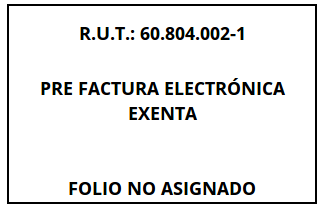 R.U.T.: 60.804.002-1
PRE FACTURA ELECTRÓNICA
EXENTA
FOLIO NO ASIGNADO